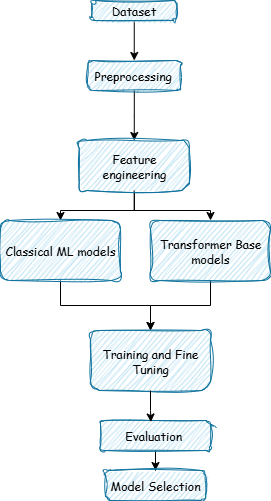 Dataset
Preprocessing
Feature
engineering
Classical ML models
Transformer Base
models
Training and Fine
Tuning
Evaluation
Model Selection